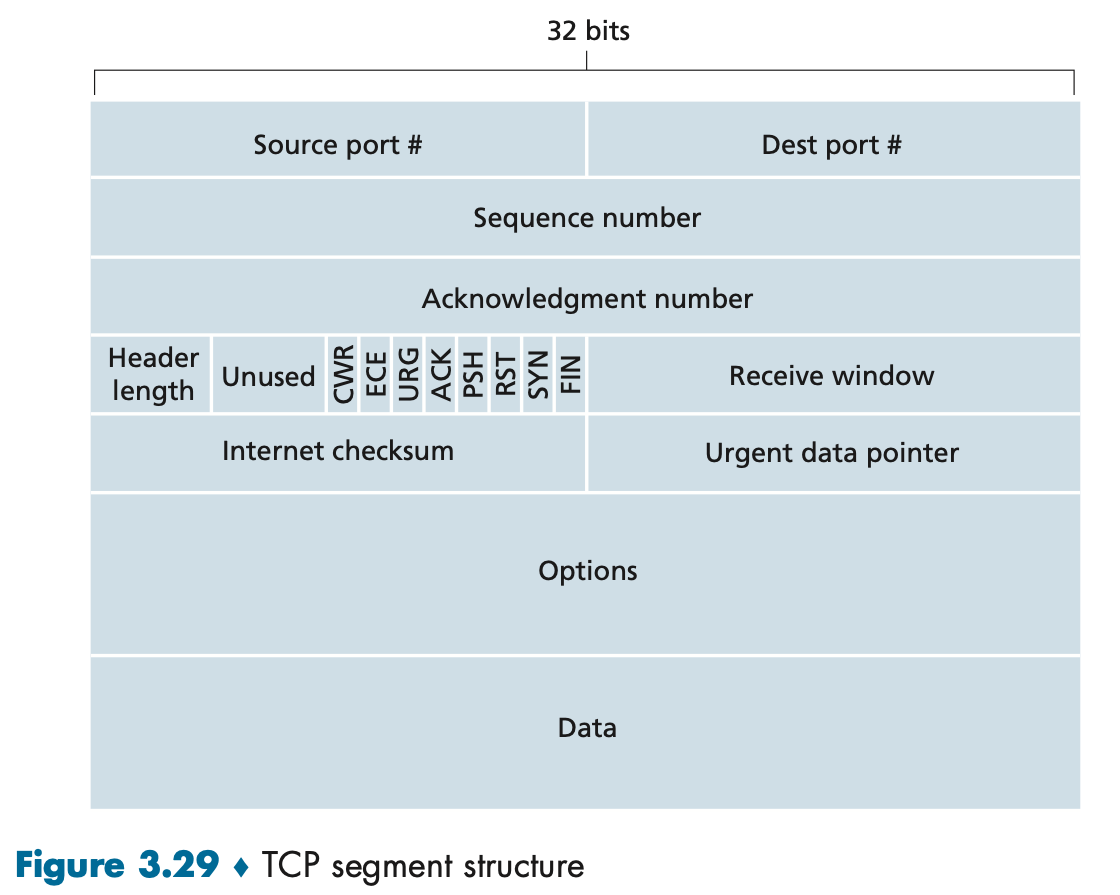 32 bits
Source port #
Dest port #
Sequence number
Acknowledgment number
Header
length
Unused
CWR
ECE
URG
ACK
PSH
RST
SYN
FIN
Receive window
Internet checksum
Urgent data pointer
Options
Data
Figure 3.29 ♦ TCP segment structure